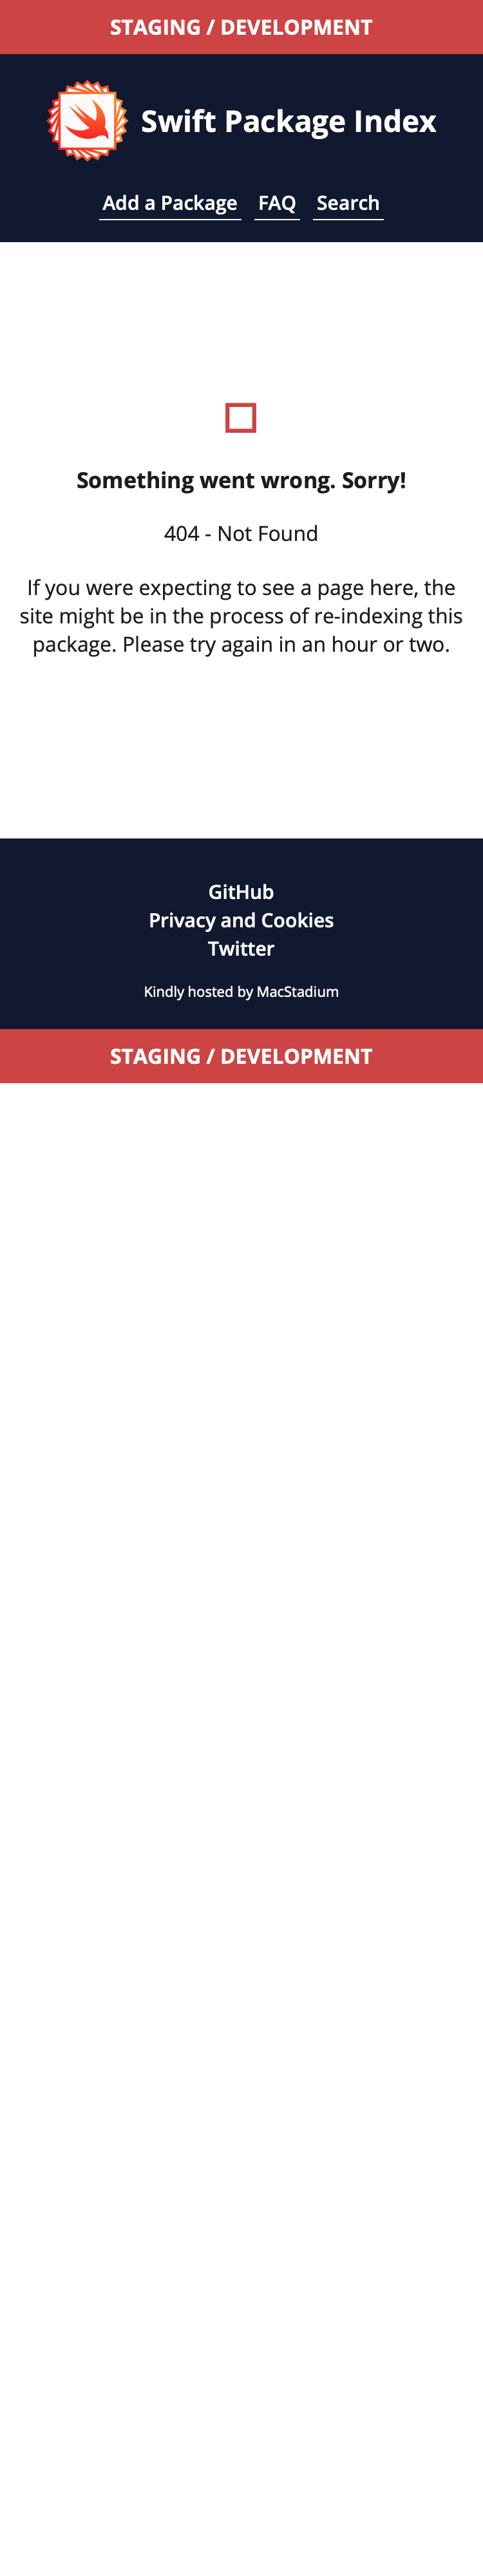 STAGING / DEVELOPMENT
Swift Package Index
Add a Package FAQ Search
Something went wrong. Sorry!
404 - Not Found
If you were expecting to see a page here, the
site might be in the process of re-indexing this
package. Please try again in an hour or two.
GitHub
Privacy and Cookies
Twitter
Kindly hosted by MacStadium
STAGING / DEVELOPMENT